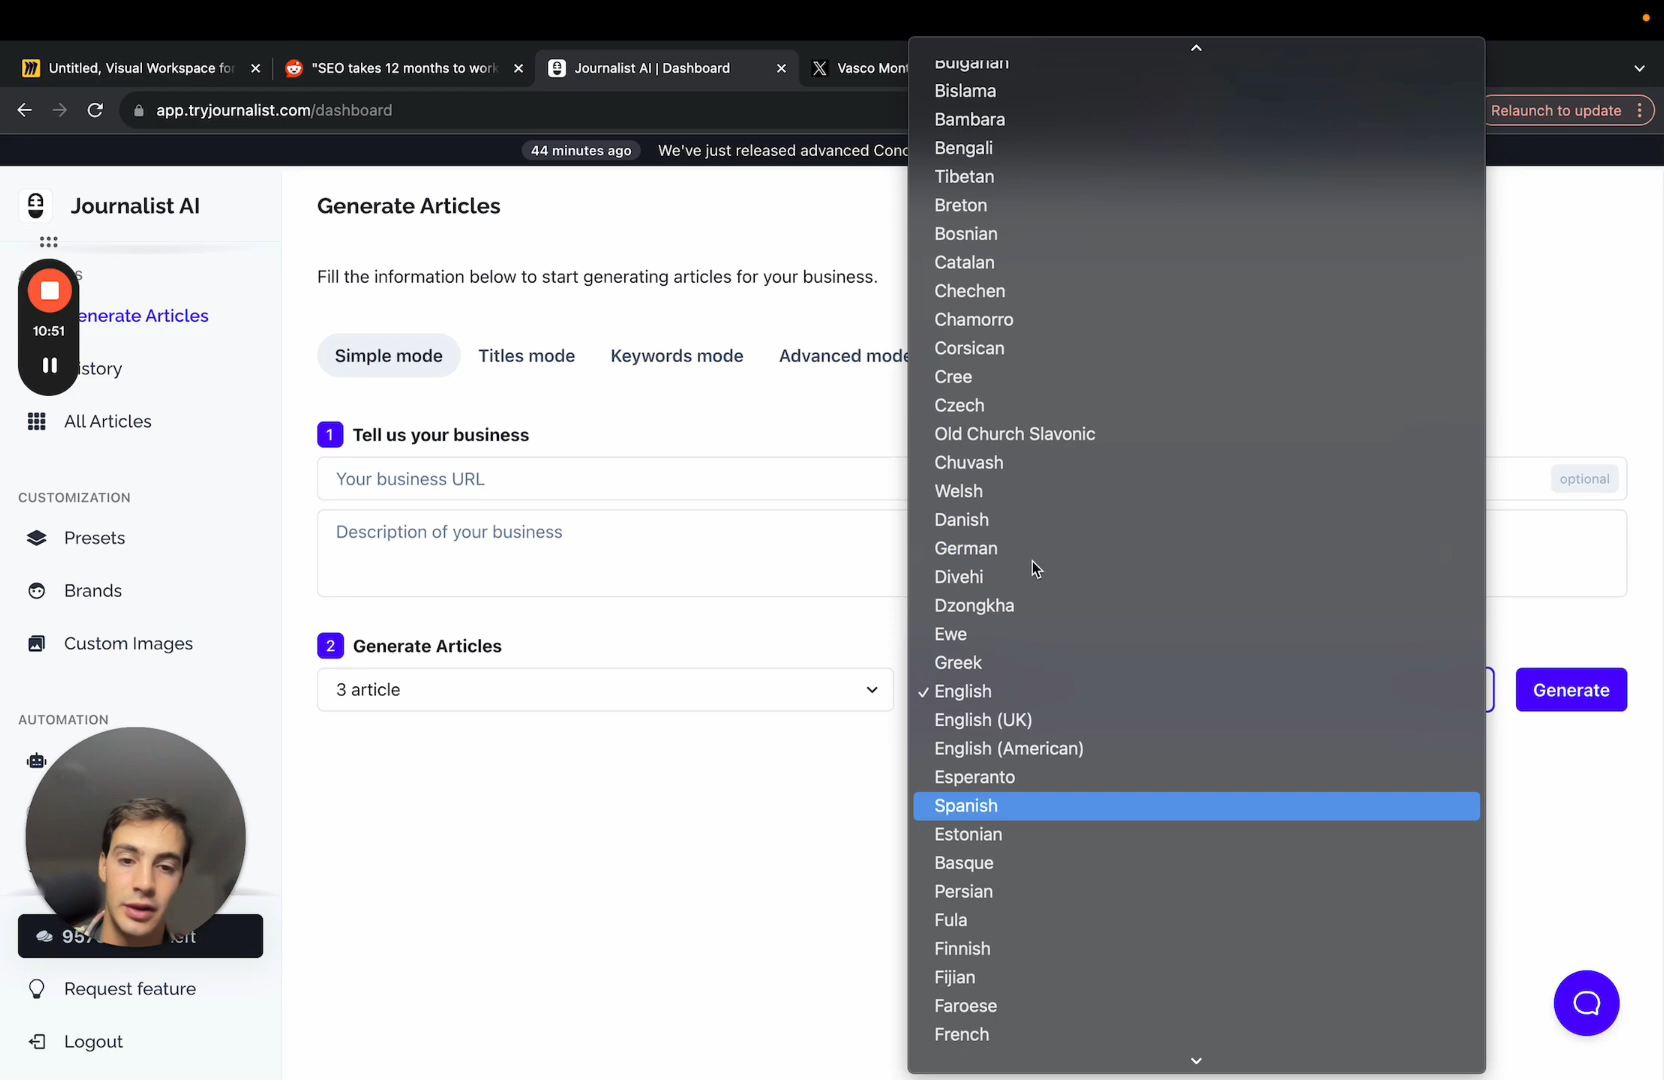 Untitled, Visual Workspace for
"SEO takes 12 months to work
Journalist AI | Dashboard
Vasco Mont
app.tryjournalist.com/dashboard
Relaunch to update
44 minutes ago
We've just released advanced Conc
Journalist AI
Generate Articles
Fill the information below to start generating articles for your business.
enerate Articles
10:51
istory
All Articles
CUSTOMIZATION
Presets
Brands
Custom Images
AUTOMATION
Request feature
Logout
Simple mode
Titles mode
Keywords mode
Advanced mode
1 Tell us your business
Your business URL
optional
Description of your business
2 Generate Articles
3 article
Generate
Bulgarian
Bislama
Bambara
Bengali
Tibetan
Breton
Bosnian
Catalan
Chechen
Chamorro
Corsican
Cree
Czech
Old Church Slavonic
Chuvash
Welsh
Danish
German
Divehi
Dzongkha
Ewe
Greek
✓ English
English (UK)
English (American)
Esperanto
Spanish
Estonian
Basque
Persian
Fula
Finnish
Fijian
Faroese
French